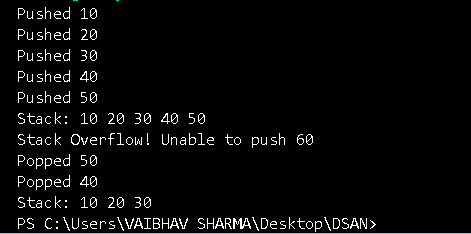 Pushed 10
Pushed 20
Pushed 30
Pushed 40
Pushed 50
Stack: 10 20 30 40 50
Stack Overflow! Unable to push 60
Popped 50
Popped 40
Stack: 10 20 30
PS C:\Users\VAIBHAV SHARMA\Desktop\DSAN>